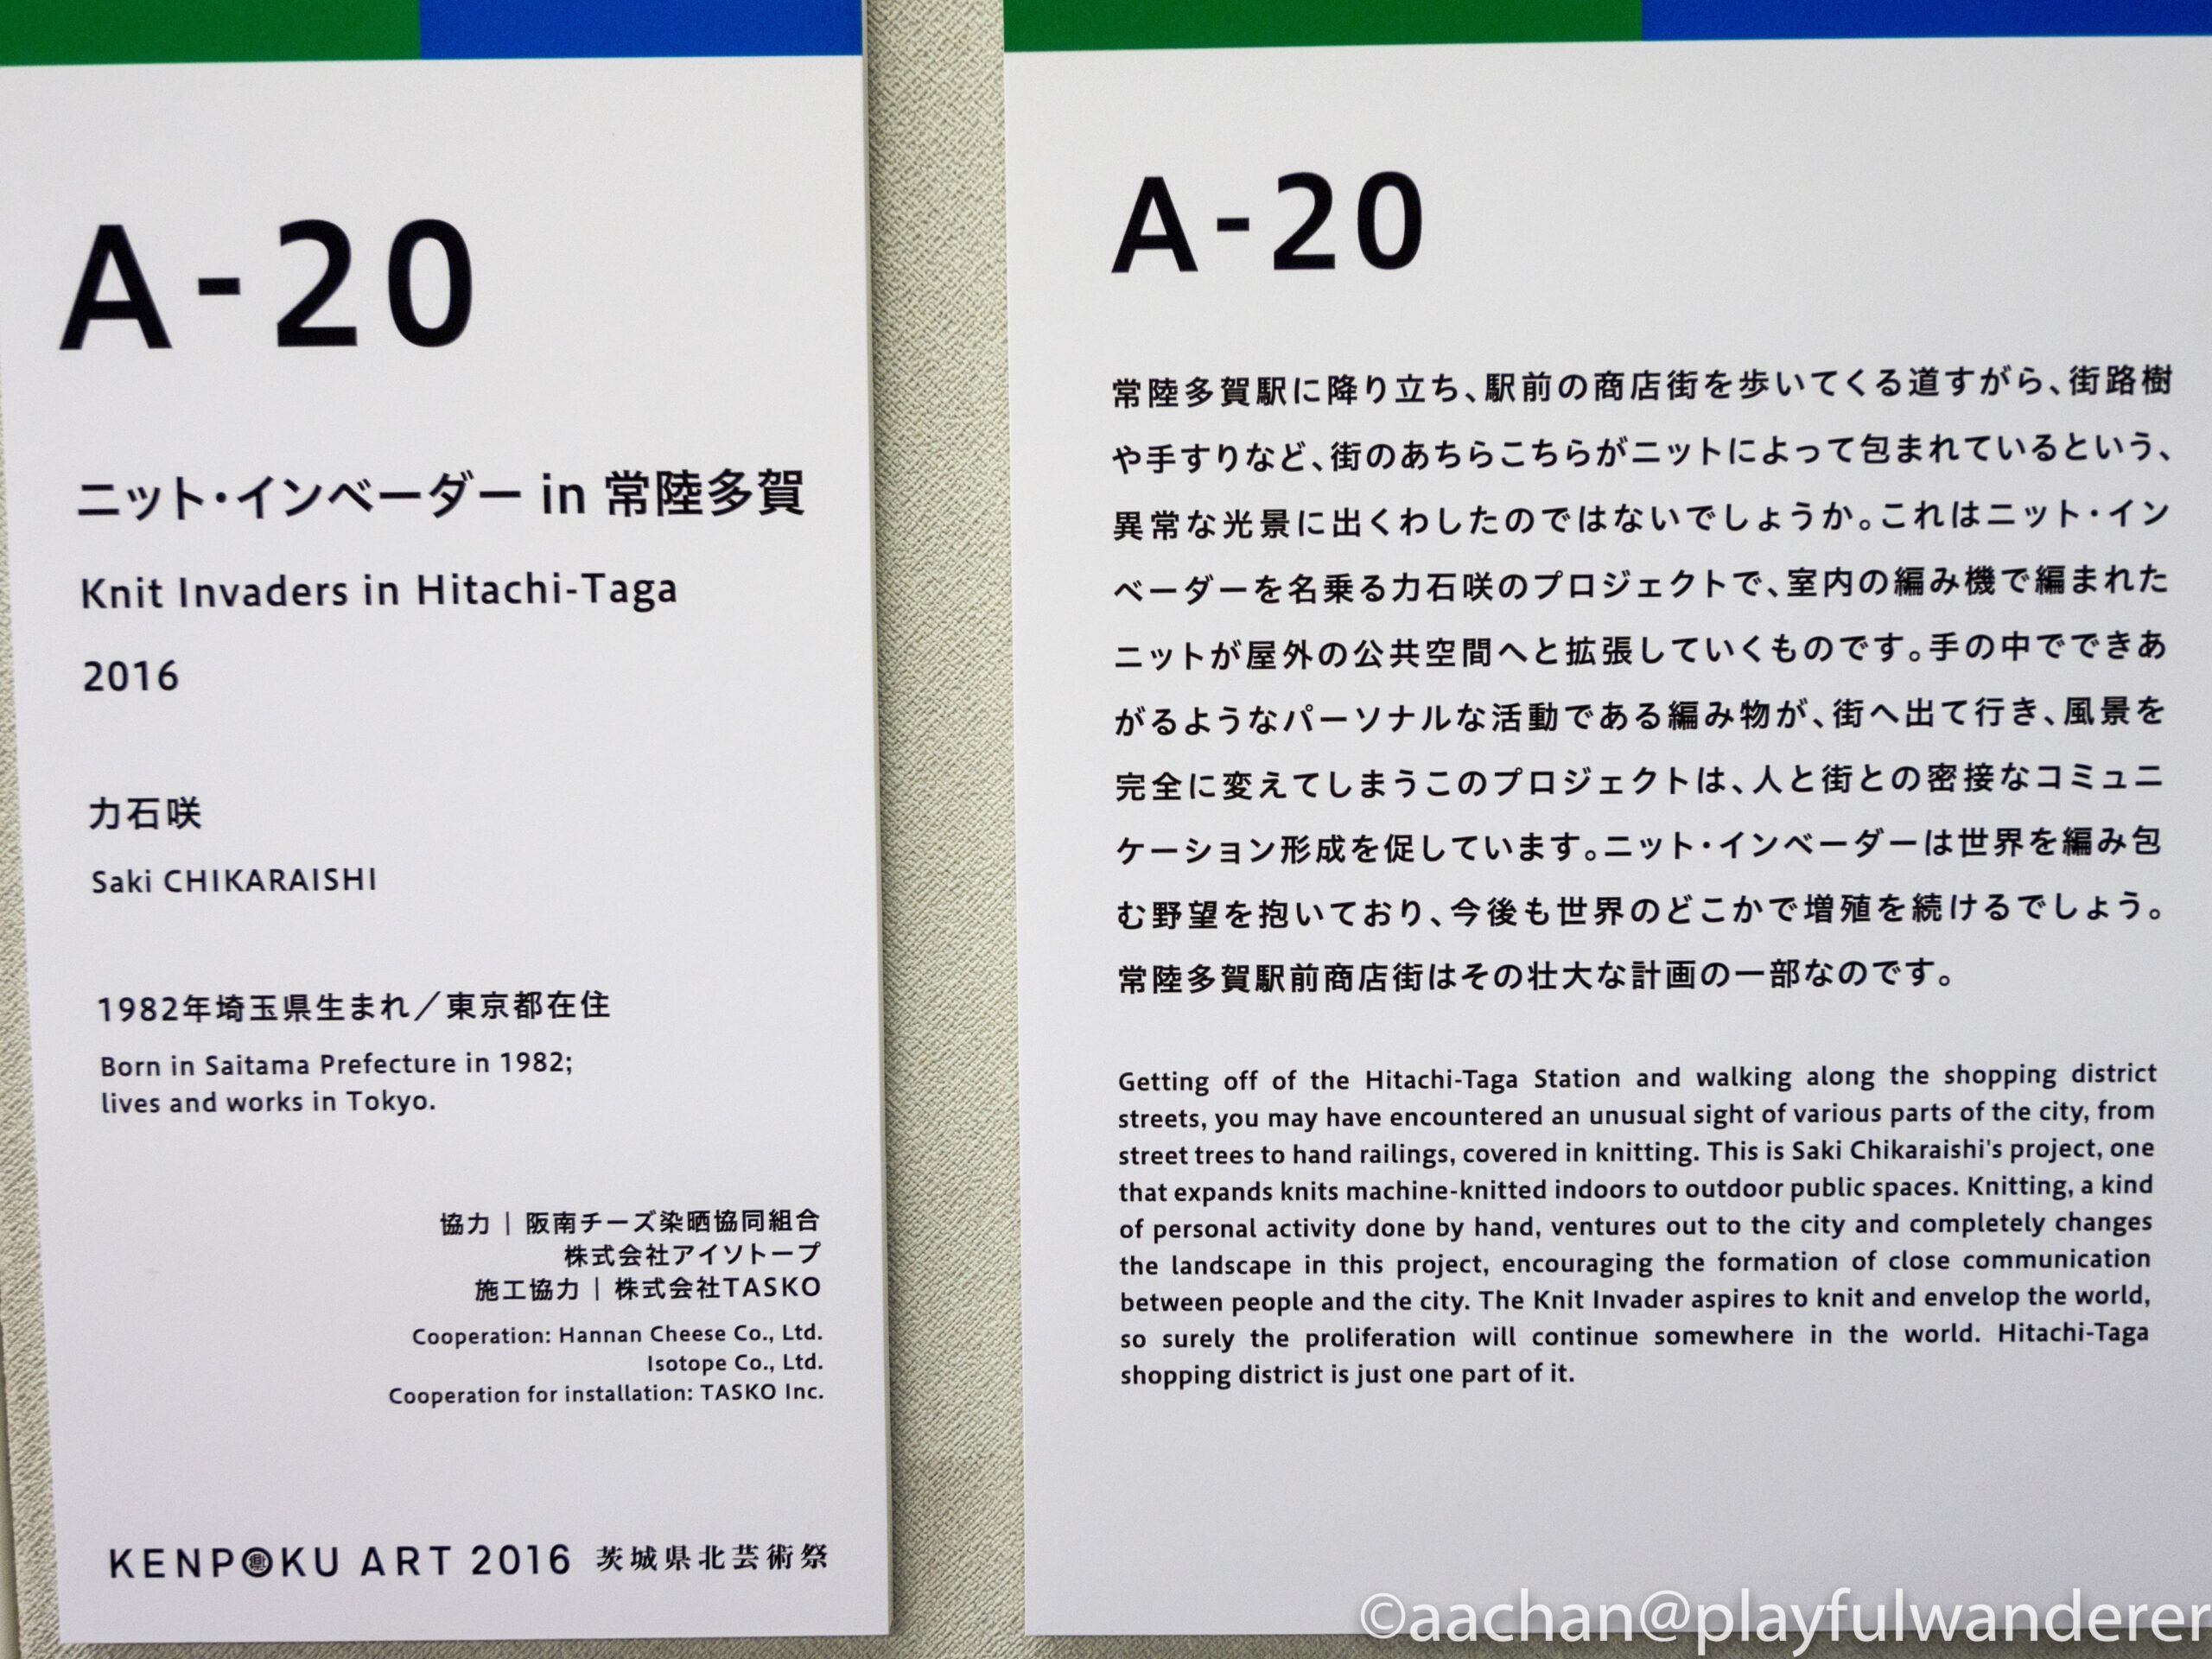 A-20
ニット・インベーダー in 常陸多賀
Knit Invaders in Hitachi-Taga
2016
力石咲
Saki CHIKARAISHI
1982年埼玉県生まれ／東京都在住
Born in Saitama Prefecture in 1982;
lives and works in Tokyo.
協力｜阪南チーズ染晒協同組合
株式会社アイソトープ
施工協力｜株式会社TASKO
Cooperation: Hannan Cheese Co., Ltd.
Isotope Co., Ltd.
Cooperation for installation: TASKO Inc.
KENPOKU ART 2016 茨城県北芸術祭
A-20
常陸多賀駅に降り立ち、駅前の商店街を歩いてくる道すがら、街路樹
や手すりなど、街のあちらこちらがニットによって包まれているという、
異常な光景に出くわしたのではないでしょうか。これはニット・イン
ベーダーを名乗る力石咲のプロジェクトで、室内の編み機で編まれた
ニットが屋外の公共空間へと拡張していくものです。手の中でできあ
がるようなパーソナルな活動である編み物が、街へ出て行き、風景を
完全に変えてしまうこのプロジェクトは、人と街との密接なコミュニ
ケーション形成を促しています。ニット・インベーダーは世界を編み包
む野望を抱いており、今後も世界のどこかで増殖を続けるでしょう。
常陸多賀駅前商店街はその壮大な計画の一部なのです。
Getting off of the Hitachi-Taga Station and walking along the shopping district
streets, you may have encountered an unusual sight of various parts of the city, from
street trees to hand railings, covered in knitting. This is Saki Chikaraishi's project, one
that expands knits machine-knitted indoors to outdoor public spaces. Knitting, a kind
of personal activity done by hand, ventures out to the city and completely changes
the landscape in this project, encouraging the formation of close communication
between people and the city. The Knit Invader aspires to knit and envelop the world,
so surely the proliferation will continue somewhere in the world. Hitachi-Taga
shopping district is just one part of it.
©aachan@playfulwanderer